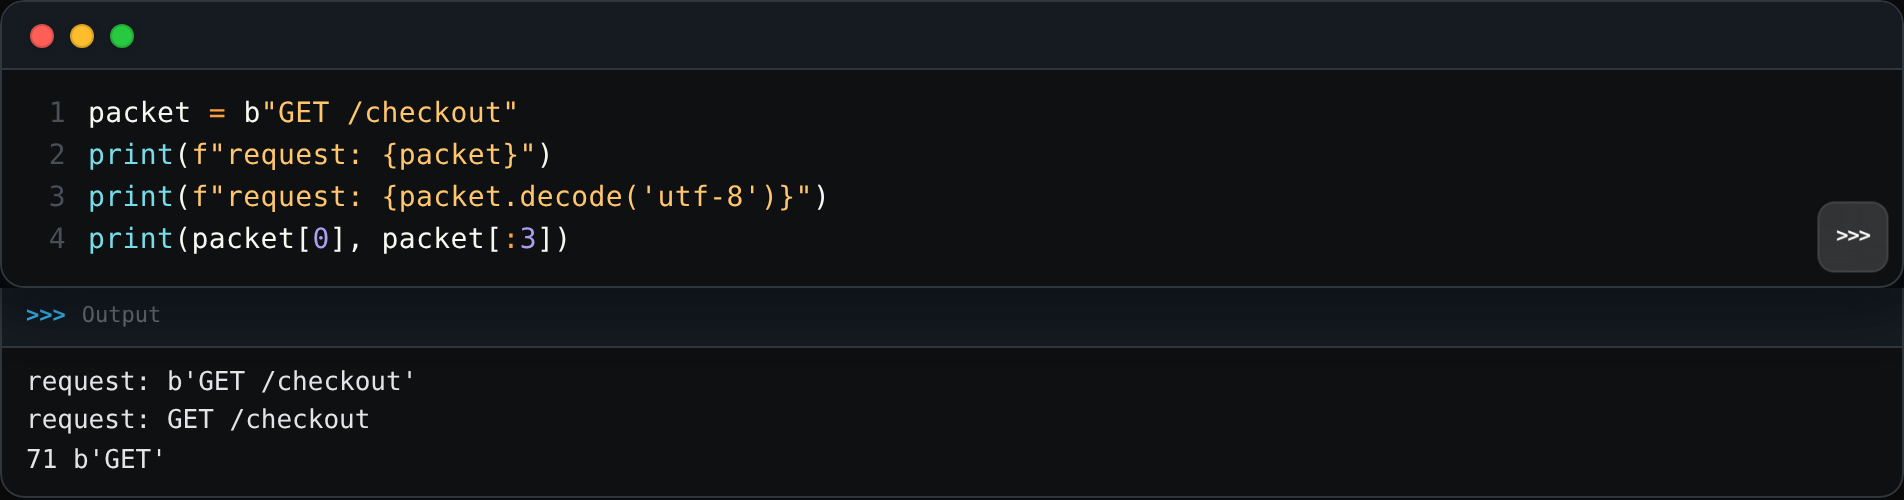 1 packet = b"GET /checkout"
2 print(f"request: {packet}")
3 print(f"request: {packet.decode('utf-8')}")
4 print(packet[0], packet[:3])
>>>
>>> Output
request: b'GET /checkout'
request: GET /checkout
71 b'GET'